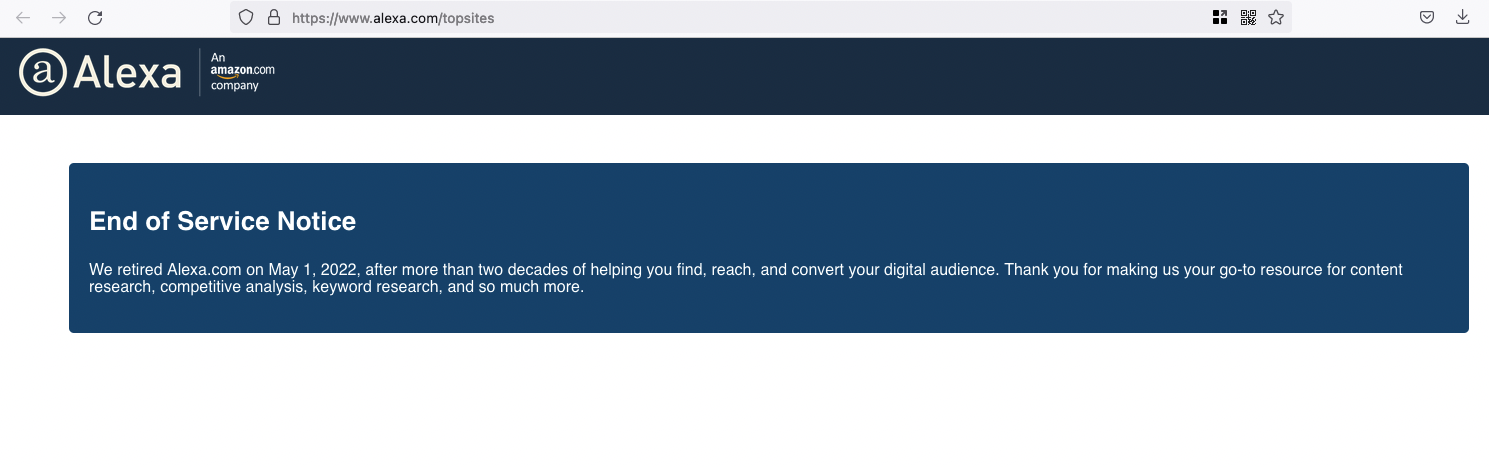 https://www.alexa.com/topsites
a Alexa
An
amazon.com
company
End of Service Notice
We retired Alexa.com on May 1, 2022, after more than two decades of helping you find, reach, and convert your digital audience. Thank you for making us your go-to resource for content
research, competitive analysis, keyword research, and so much more.